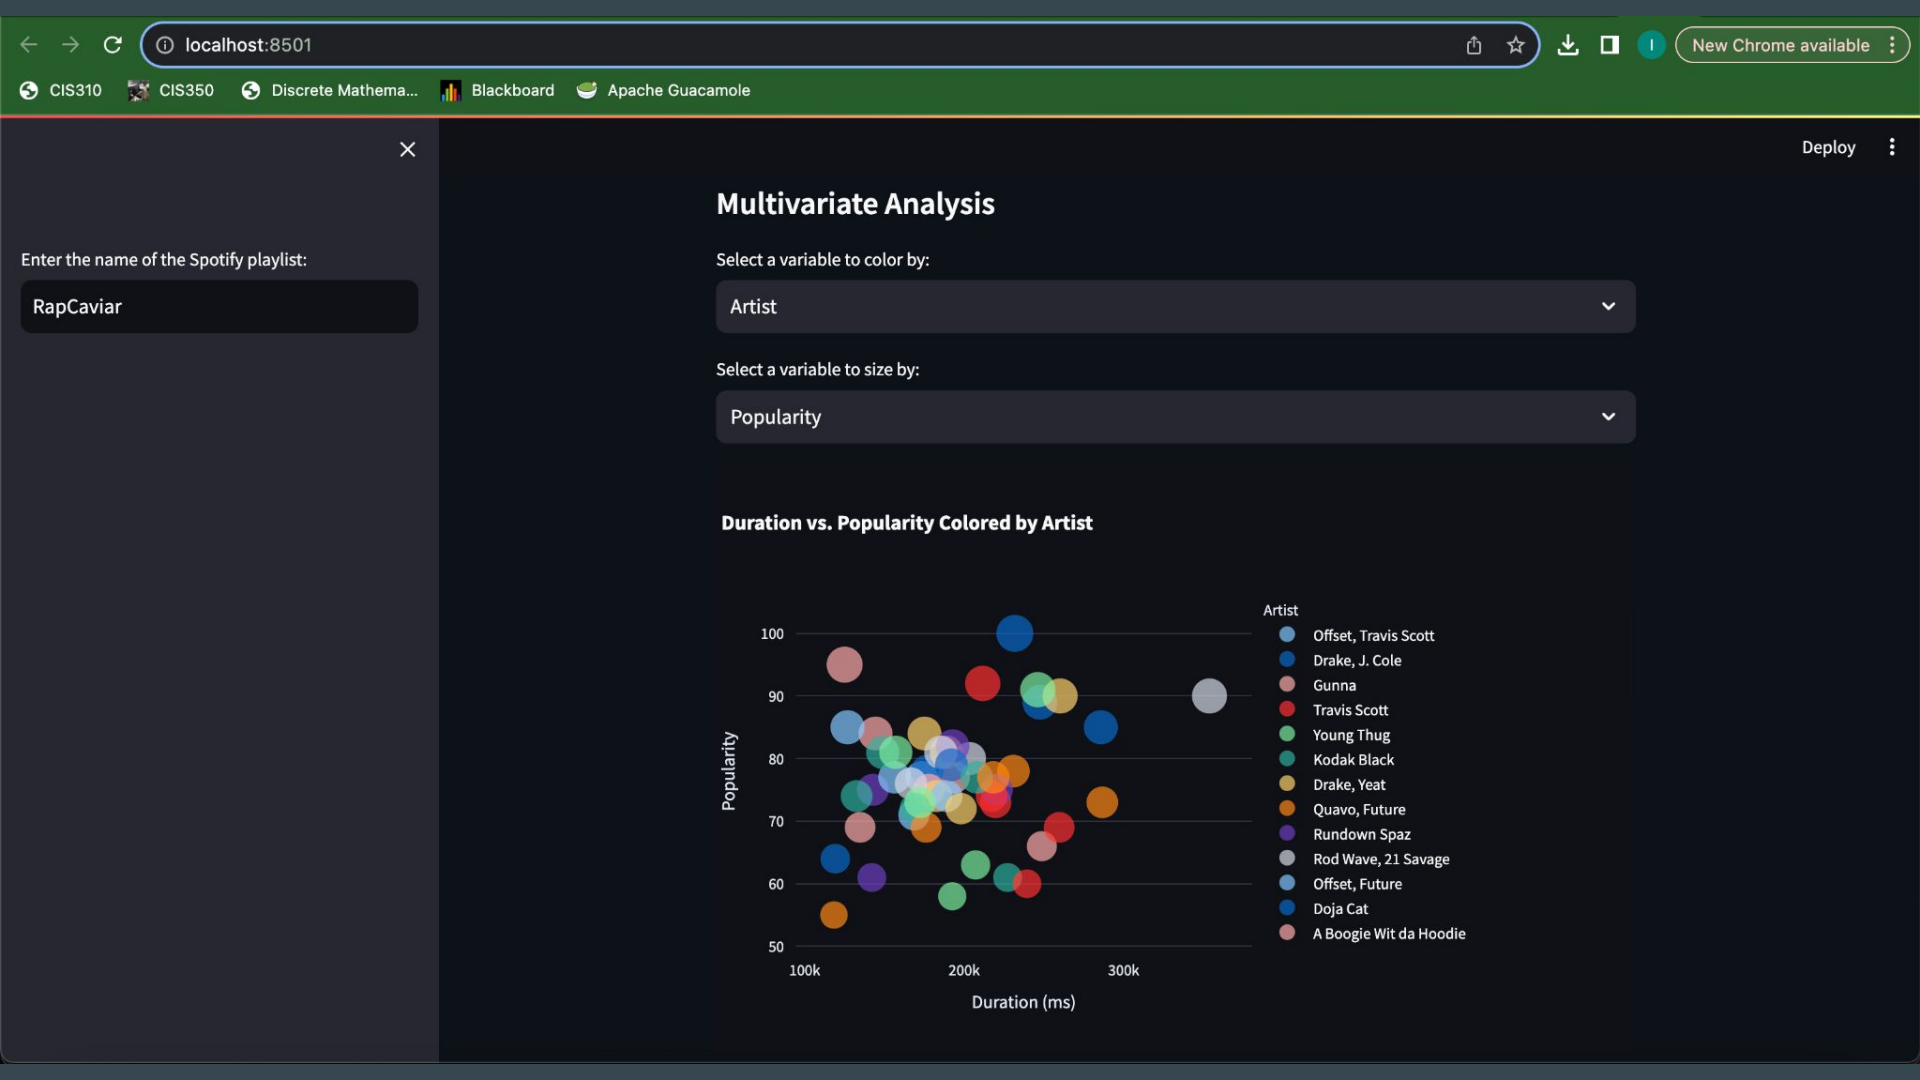 localhost:8501
New Chrome available
CIS310 CIS350 Discrete Mathema... Blackboard Apache Guacamole
Deploy
Enter the name of the Spotify playlist:
RapCaviar
Multivariate Analysis
Select a variable to color by:
Artist
Select a variable to size by:
Popularity
Duration vs. Popularity Colored by Artist
Popularity
100
90
80
70
60
50
100k 200k 300k
Duration (ms)
Artist
Offset, Travis Scott
Drake, J. Cole
Gunna
Travis Scott
Young Thug
Kodak Black
Drake, Yeat
Quavo, Future
Rundown Spaz
Rod Wave, 21 Savage
Offset, Future
Doja Cat
A Boogie Wit da Hoodie
I